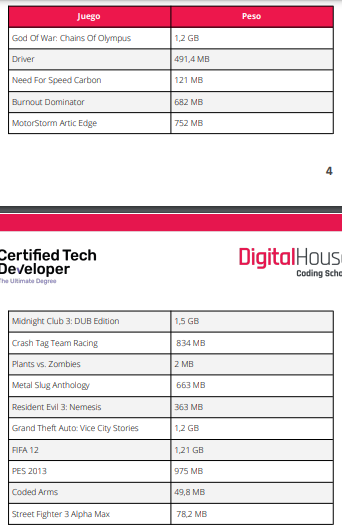 Juego Peso
God Of War: Chains Of Olympus 1,2 GB
Driver 491,4 MB
Need For Speed Carbon 121 MB
Burnout Dominator 682 MB
MotorStorm Artic Edge 752 MB
4
Certified Tech
Developer
The Ultimate Degree
DigitalHouse
Coding Scho
Midnight Club 3: DUB Edition 1,5 GB
Crash Tag Team Racing 834 MB
Plants vs. Zombies 2 MB
Metal Slug Anthology 663 MB
Resident Evil 3: Nemesis 363 MB
Grand Theft Auto: Vice City Stories 1,2 GB
FIFA 12 1,21 GB
PES 2013 975 MB
Coded Arms 49,8 MB
Street Fighter 3 Alpha Max 78,2 MB